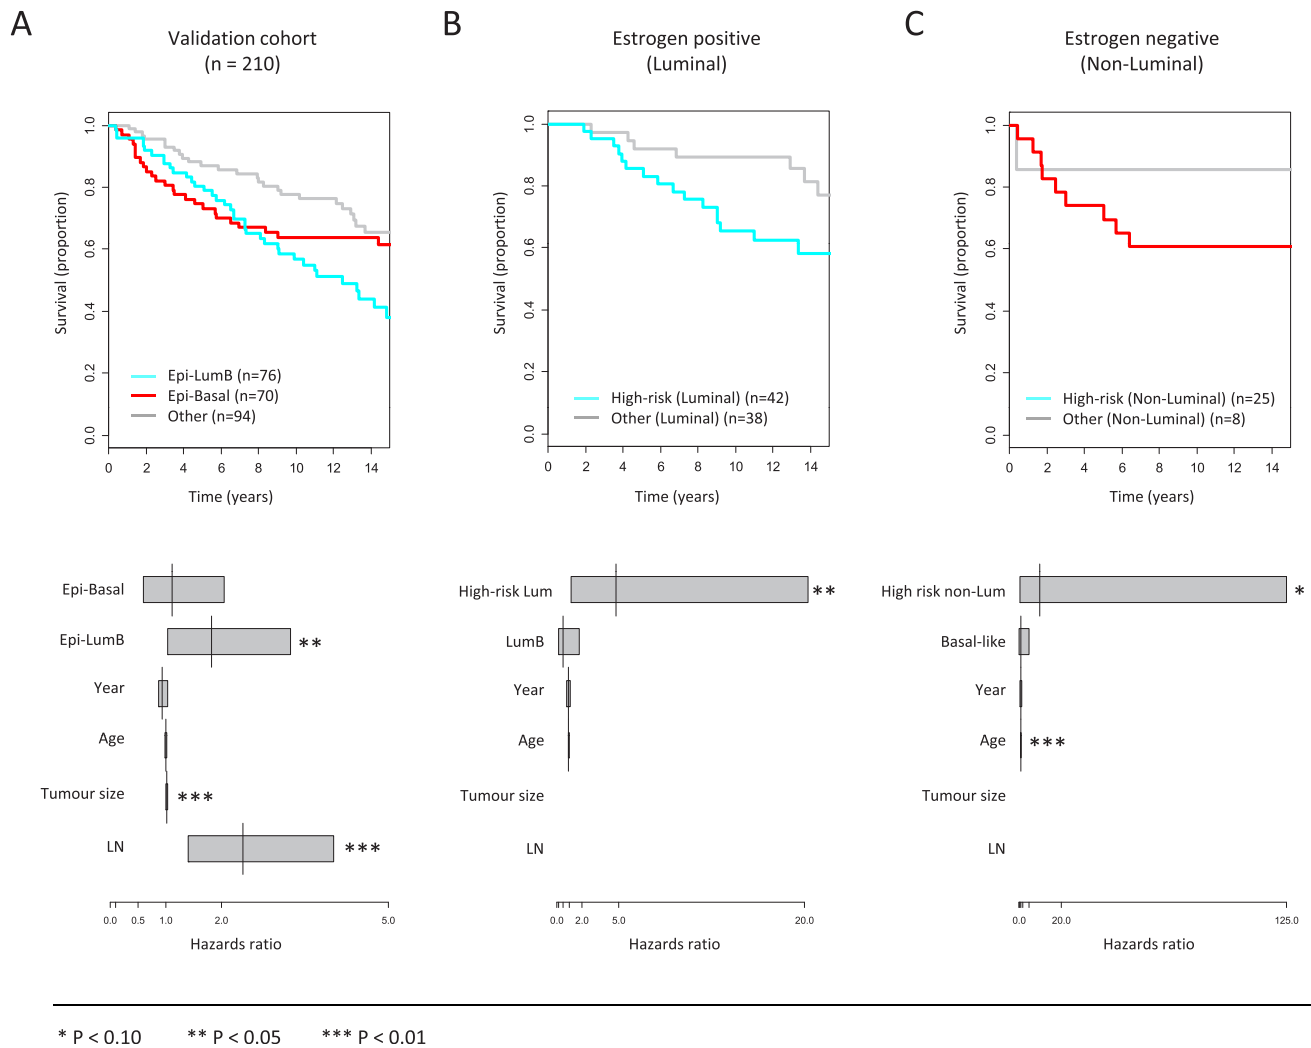 A
Validation cohort
(n = 210)
Survival (proportion)
1.0
0.8
0.6
0.4
0.2
0.0
Epi-LumB (n=76)
Epi-Basal (n=70)
Other (n=94)
0 2 4 6 8 10 12 14
Time (years)
B
Estrogen positive
(Luminal)
Survival (proportion)
1.0
0.8
0.6
0.4
0.2
0.0
High-risk (Luminal) (n=42)
Other (Luminal) (n=38)
0 2 4 6 8 10 12 14
Time (years)
C
Estrogen negative
(Non-Luminal)
Survival (proportion)
1.0
0.8
0.6
0.4
0.2
0.0
High-risk (Non-Luminal) (n=25)
Other (Non-Luminal) (n=8)
0 2 4 6 8 10 12 14
Time (years)
Epi-Basal
Epi-LumB **
Year
Age
Tumour size ***
LN ***
0.0 0.5 1.0 2.0 5.0
Hazards ratio
High-risk Lum **
LumB
Year
Age
Tumour size
LN
0.0 2.0 5.0 20.0
Hazards ratio
High risk non-Lum *
Basal-like
Year
Age ***
Tumour size
LN
0.0 20.0 125.0
Hazards ratio
* P < 0.10 ** P < 0.05 *** P < 0.01